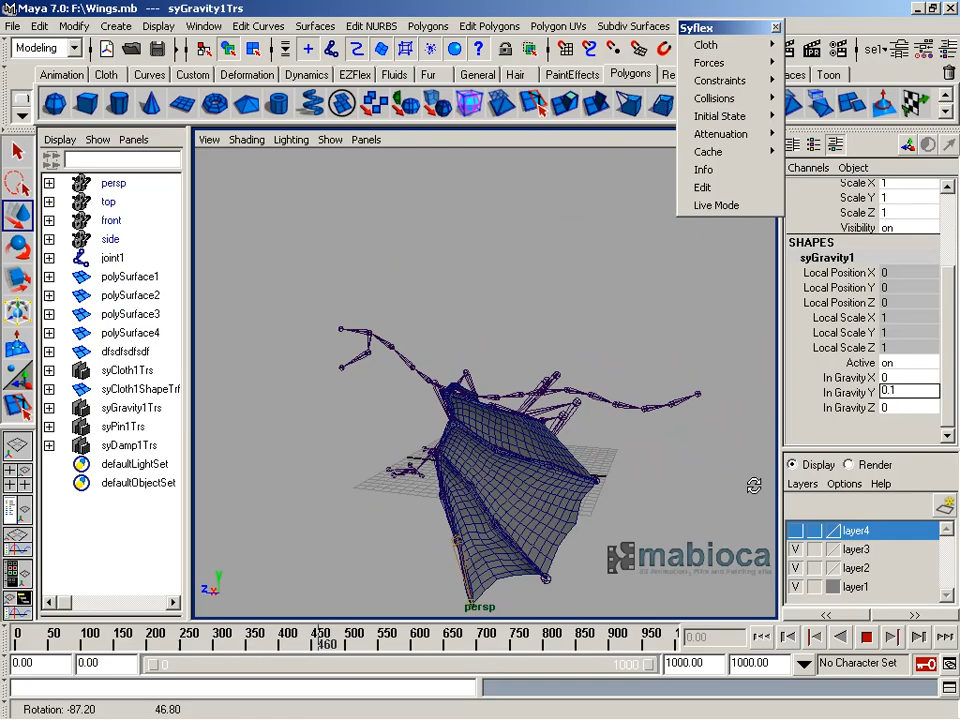 Maya 7.0: F:\Wings.mb --- syGravity1Trs
File Edit Modify Create Display Window Edit Curves Surfaces Edit NURBS Polygons Edit Polygons Polygon UVs Subdiv Surfaces
Syflex
Modeling
sel
Animation Cloth Curves Custom Deformation Dynamics EZFlex Fluids Fur General Hair PaintEffects Polygons Toon
Cloth
Forces
Constraints
Collisions
Initial State
Attenuation
Cache
Info
Edit
Live Mode
Display Show Panels
View Shading Lighting Show Panels
Channels Object
persp
top
front
side
joint1
polySurface1
polySurface2
polySurface3
polySurface4
dfsdfsdfsdf
syCloth1Trs
syCloth1ShapeTrf
syGravity1Trs
syPin1Trs
syDamp1Trs
defaultLightSet
defaultObjectSet
Scale X 1
Scale Y 1
Scale Z 1
Visibility on
SHAPES
syGravity1
Local Position X 0
Local Position Y 0
Local Position Z 0
Local Scale X 1
Local Scale Y 1
Local Scale Z 1
Active on
In Gravity X 0
In Gravity Y 0.1
In Gravity Z 0
Display Render
Layers Options Help
layer4
V layer3
V layer2
V layer1
mabioca
y
z
persp
0 50 100 150 200 250 300 350 400 450 500 550 600 650 700 750 800 850 900 950
460
0.00
0.00 0.00 0 1000 1000.00 1000.00 No Character Set
Rotation: -87.20 46.80